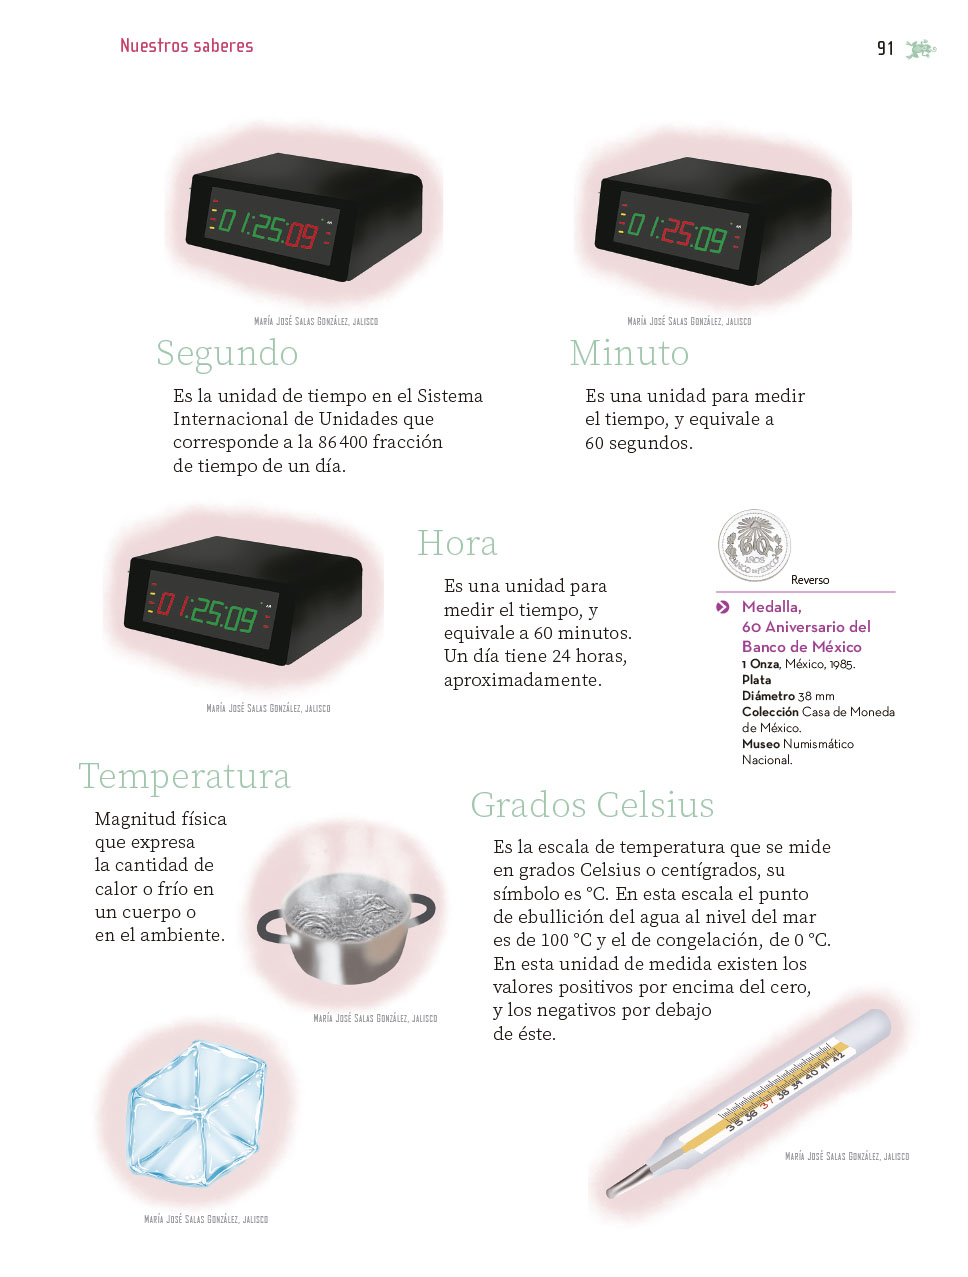 Nuestros saberes
91
01:25:09
AM
01:25:09
AM
María José Salas González, Jalisco
María José Salas González, Jalisco
Segundo
Es la unidad de tiempo en el Sistema
Internacional de Unidades que
corresponde a la 86 400 fracción
de tiempo de un día.
Minuto
Es una unidad para medir
el tiempo, y equivale a
60 segundos.
01:25:09
AM
María José Salas González, Jalisco
Hora
Es una unidad para
medir el tiempo, y
equivale a 60 minutos.
Un día tiene 24 horas,
aproximadamente.
60
AÑOS
BANCO DE MÉXICO
Reverso
Medalla,
60 Aniversario del
Banco de México
1 Onza, México, 1985.
Plata
Diámetro 38 mm
Colección Casa de Moneda
de México.
Museo Numismático
Nacional.
Temperatura
Magnitud física
que expresa
la cantidad de
calor o frío en
un cuerpo o
en el ambiente.
María José Salas González, Jalisco
María José Salas González, Jalisco
Grados Celsius
Es la escala de temperatura que se mide
en grados Celsius o centígrados, su
símbolo es °C. En esta escala el punto
de ebullición del agua al nivel del mar
es de 100 °C y el de congelación, de 0 °C.
En esta unidad de medida existen los
valores positivos por encima del cero,
y los negativos por debajo
de éste.
35 36 37 38 39 40 41 42
María José Salas González, Jalisco